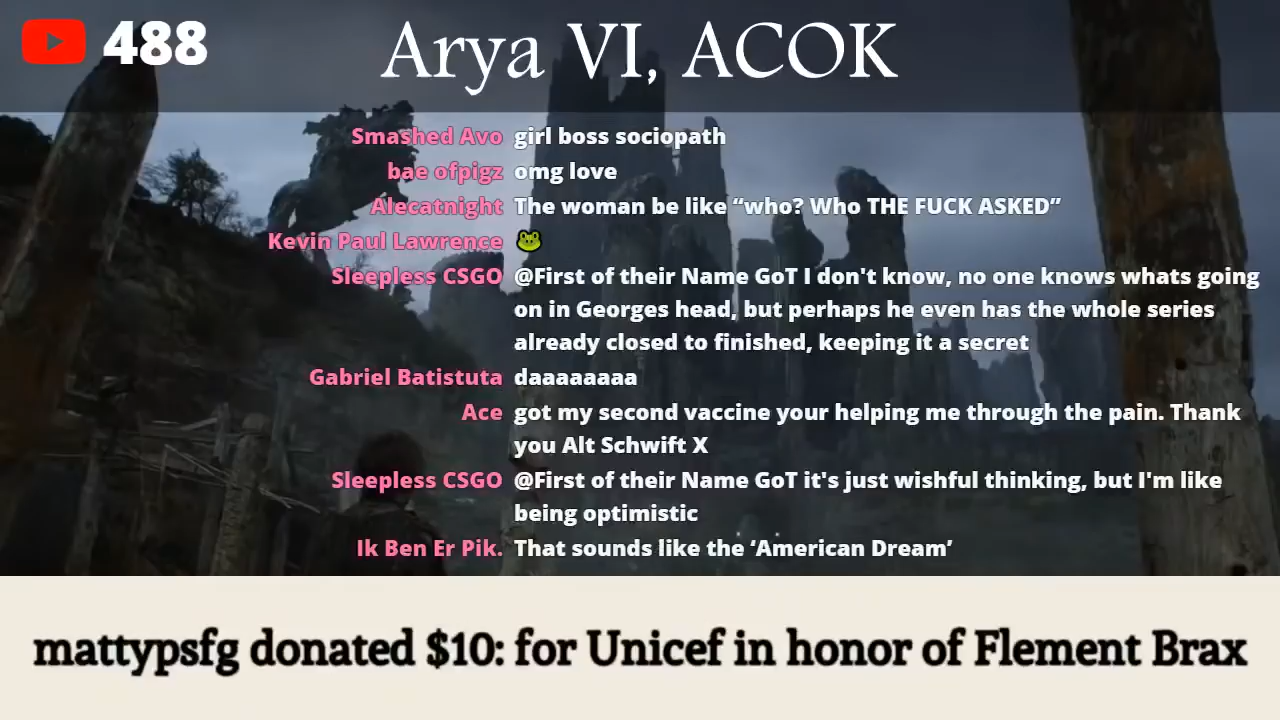 488
Arya VI, ACOK
Smashed Avo girl boss sociopath
bae ofpigz omg love
Alecatnight The woman be like “who? Who THE FUCK ASKED”
Kevin Paul Lawrence 🐸
Sleepless CSGO @First of their Name GoT I don't know, no one knows whats going
on in Georges head, but perhaps he even has the whole series
already closed to finished, keeping it a secret
Gabriel Batistuta daaaaaaaa
Ace got my second vaccine your helping me through the pain. Thank
you Alt Schwift X
Sleepless CSGO @First of their Name GoT it's just wishful thinking, but I'm like
being optimistic
Ik Ben Er Pik. That sounds like the ‘American Dream’
mattypsfg donated $10: for Unicef in honor of Flement Brax